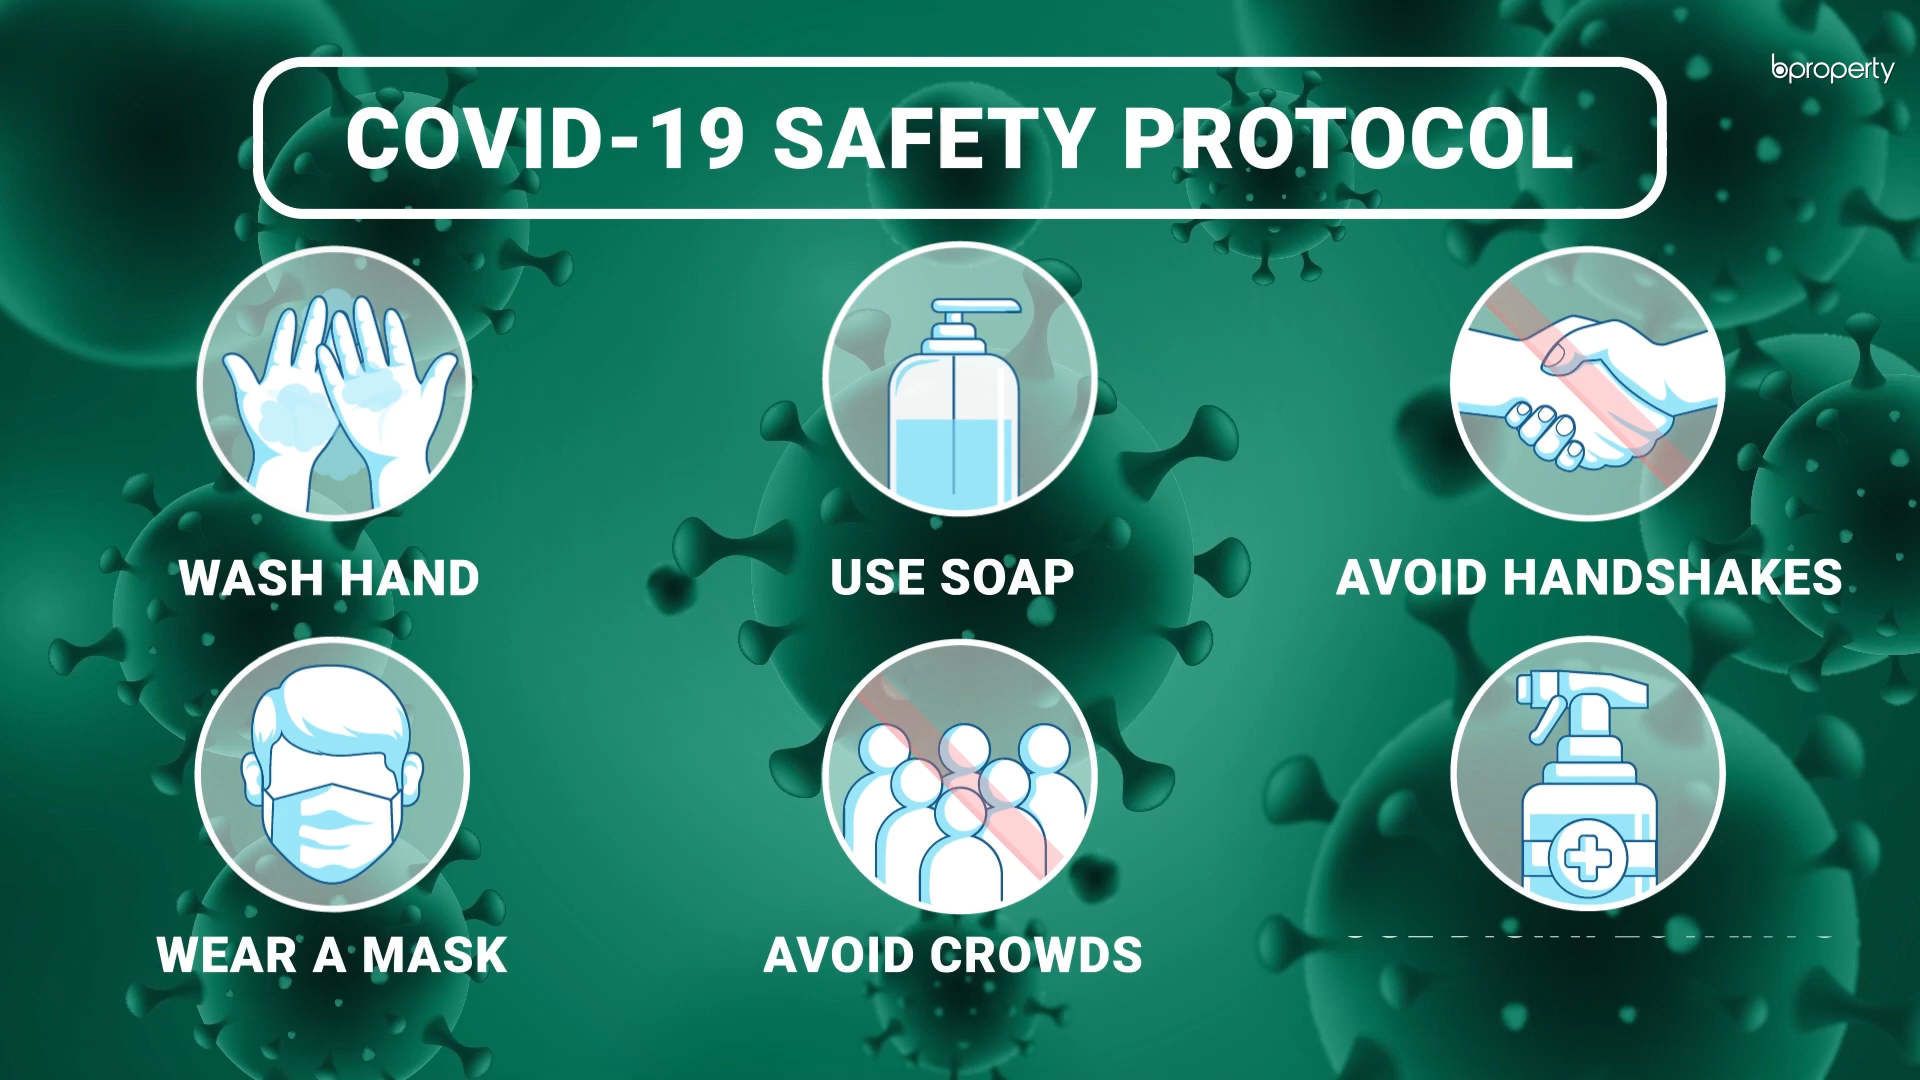 bproperty
COVID-19 SAFETY PROTOCOL
WASH HAND
USE SOAP
AVOID HANDSHAKES
WEAR A MASK
AVOID CROWDS